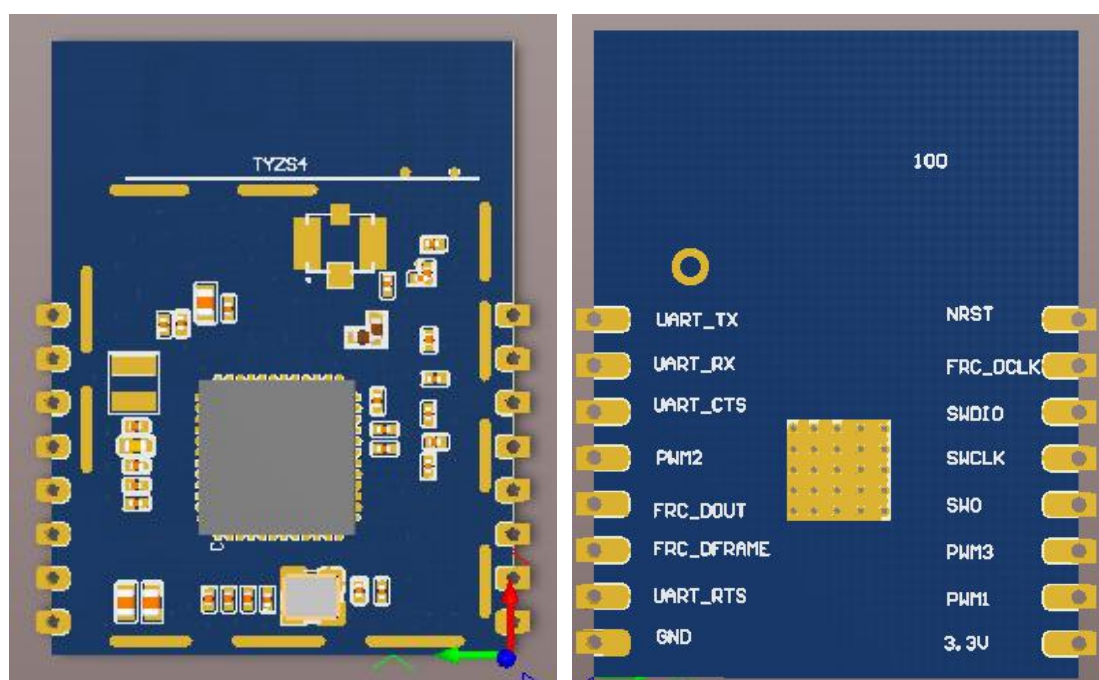 TYZS4
100
UART_TX
NRST
UART_RX
FRC_DCLK
UART_CTS
SWDIO
PWM2
SWCLK
FRC_DOUT
SWO
FRC_DFRAME
PWM3
UART_RTS
PWM1
GND
3.3V